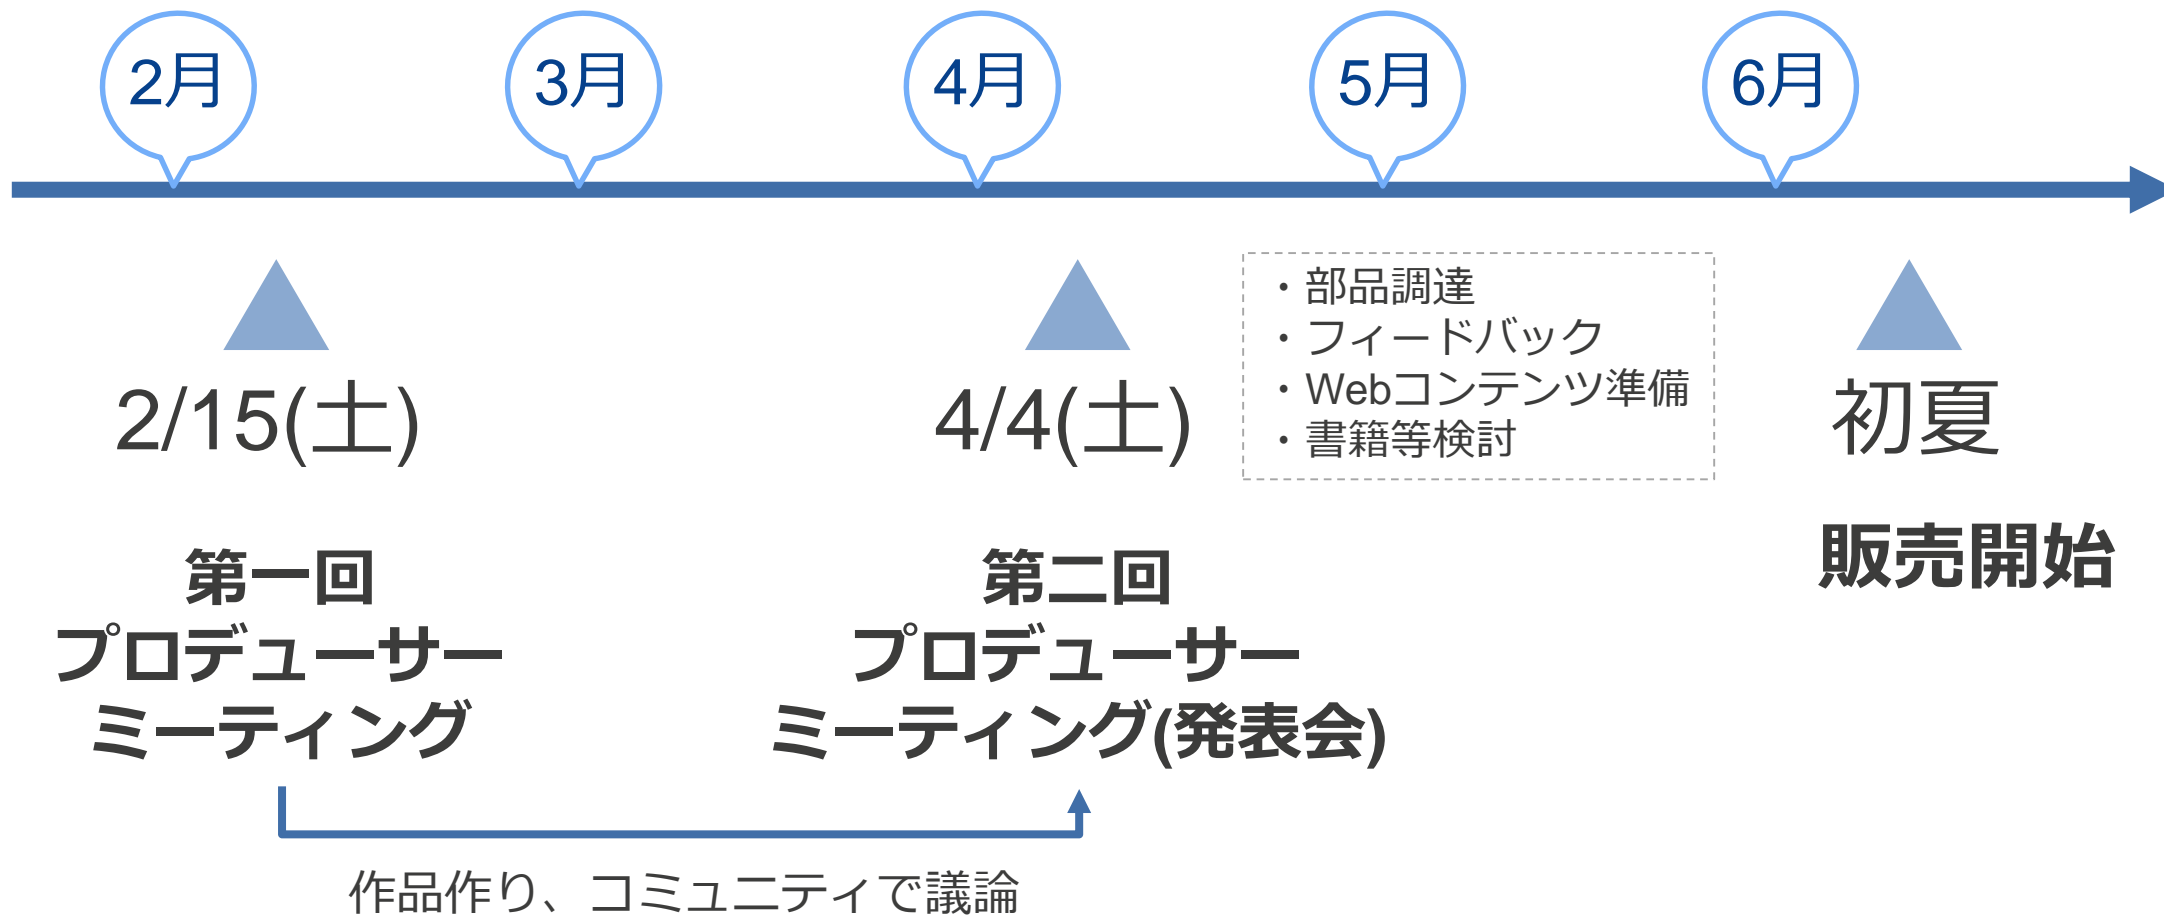 2月
3月
4月
5月
6月
2/15(土)
第一回
プロデューサー
ミーティング
4/4(土)
第二回
プロデューサー
ミーティング(発表会)
・部品調達
・フィードバック
・Webコンテンツ準備
・書籍等検討
初夏
販売開始
作品作り、コミュニティで議論